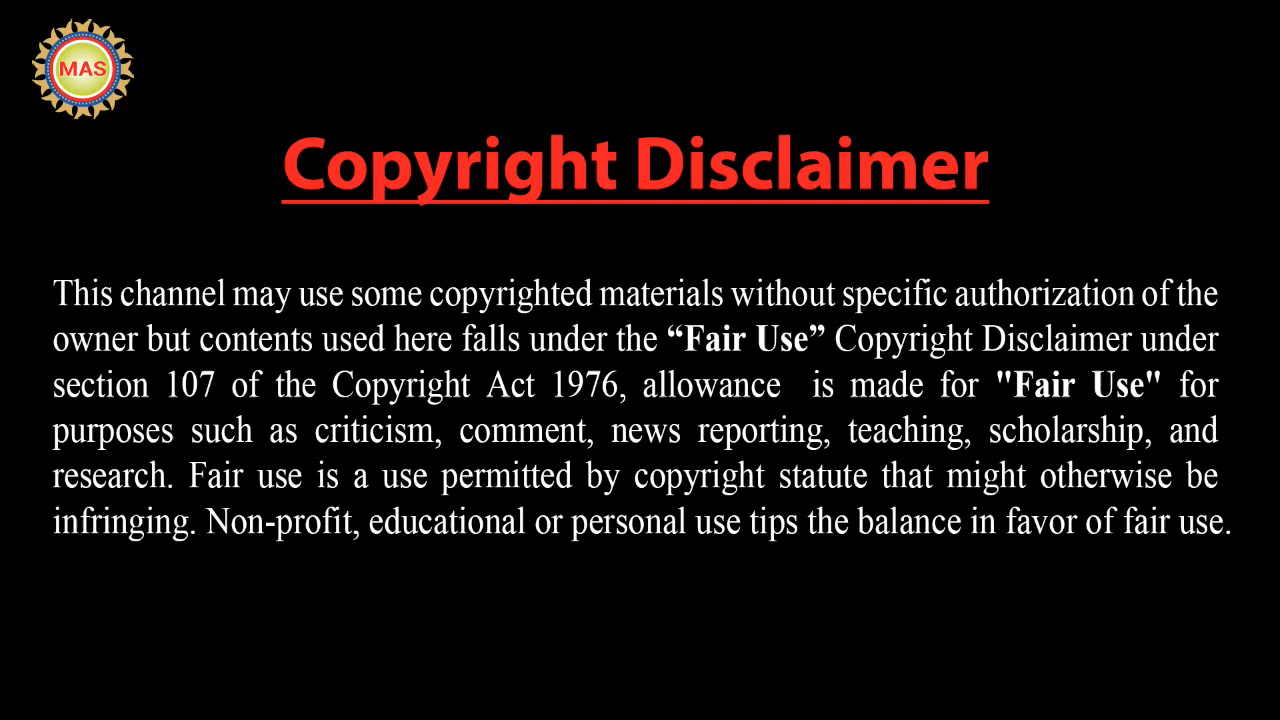 MAS
Copyright Disclaimer
This channel may use some copyrighted materials without specific authorization of the
owner but contents used here falls under the “Fair Use” Copyright Disclaimer under
section 107 of the Copyright Act 1976, allowance  is made for "Fair Use" for
purposes such as criticism, comment, news reporting, teaching, scholarship, and
research. Fair use is a use permitted by copyright statute that might otherwise be
infringing. Non-profit, educational or personal use tips the balance in favor of fair use.